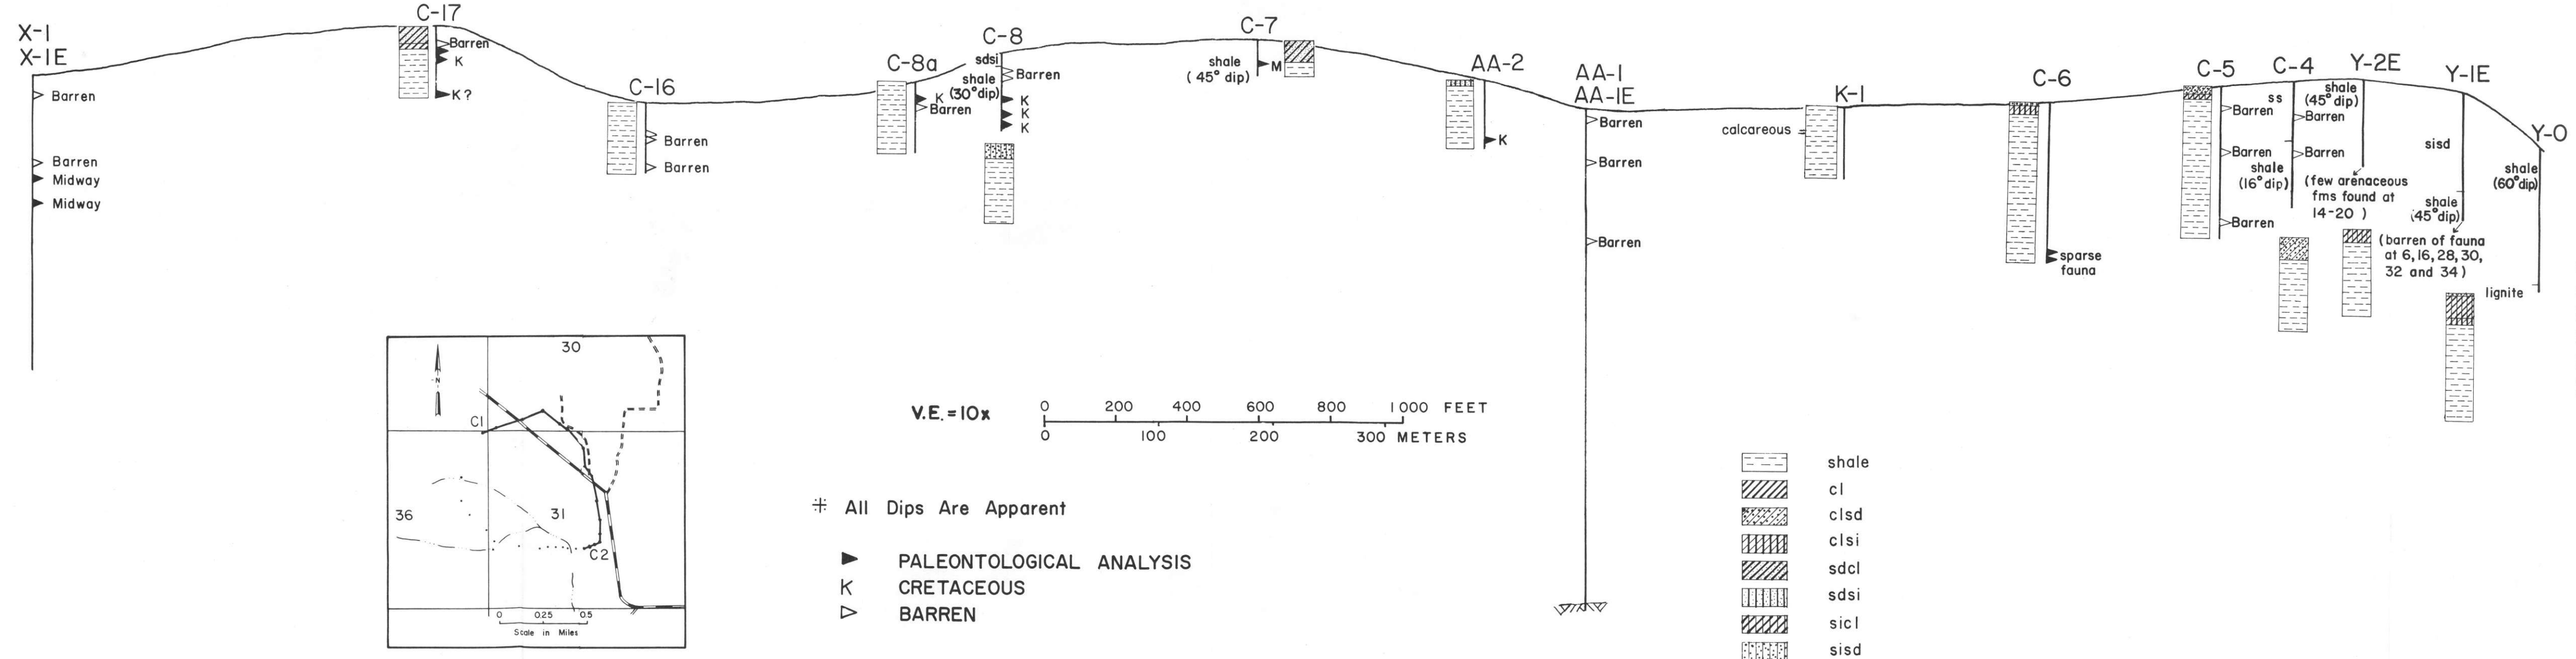 X-1
X-1E
Barren
Barren
Midway
Midway
C-17
Barren
K
K?
C-16
Barren
Barren
C-8a
K
Barren
C-8
sdsi
shale
(30° dip)
Barren
K
K
K
C-7
shale
(45° dip)
M
AA-2
K
AA-1
AA-1E
Barren
Barren
Barren
K-1
calcareous
C-6
sparse
fauna
C-5
Barren
Barren
Barren
C-4
ss
Barren
Barren
shale
(16° dip)
Y-2E
shale
(45° dip)
(few arenaceous
fms found at
14-20 )
Y-1E
sisd
shale
(45° dip)
(barren of fauna
at 6,16,28,30,
32 and 34)
Y-0
shale
(60° dip)
lignite
30
N
C1
36
31
C2
0 0.25 0.5
Scale in Miles
V.E. = 10x
0 200 400 600 800 1000 FEET
0 100 200 300 METERS
⁜ All Dips Are Apparent
PALEONTOLOGICAL ANALYSIS
K CRETACEOUS
BARREN
shale
cl
clsd
clsi
sdcl
sdsi
sicl
sisd